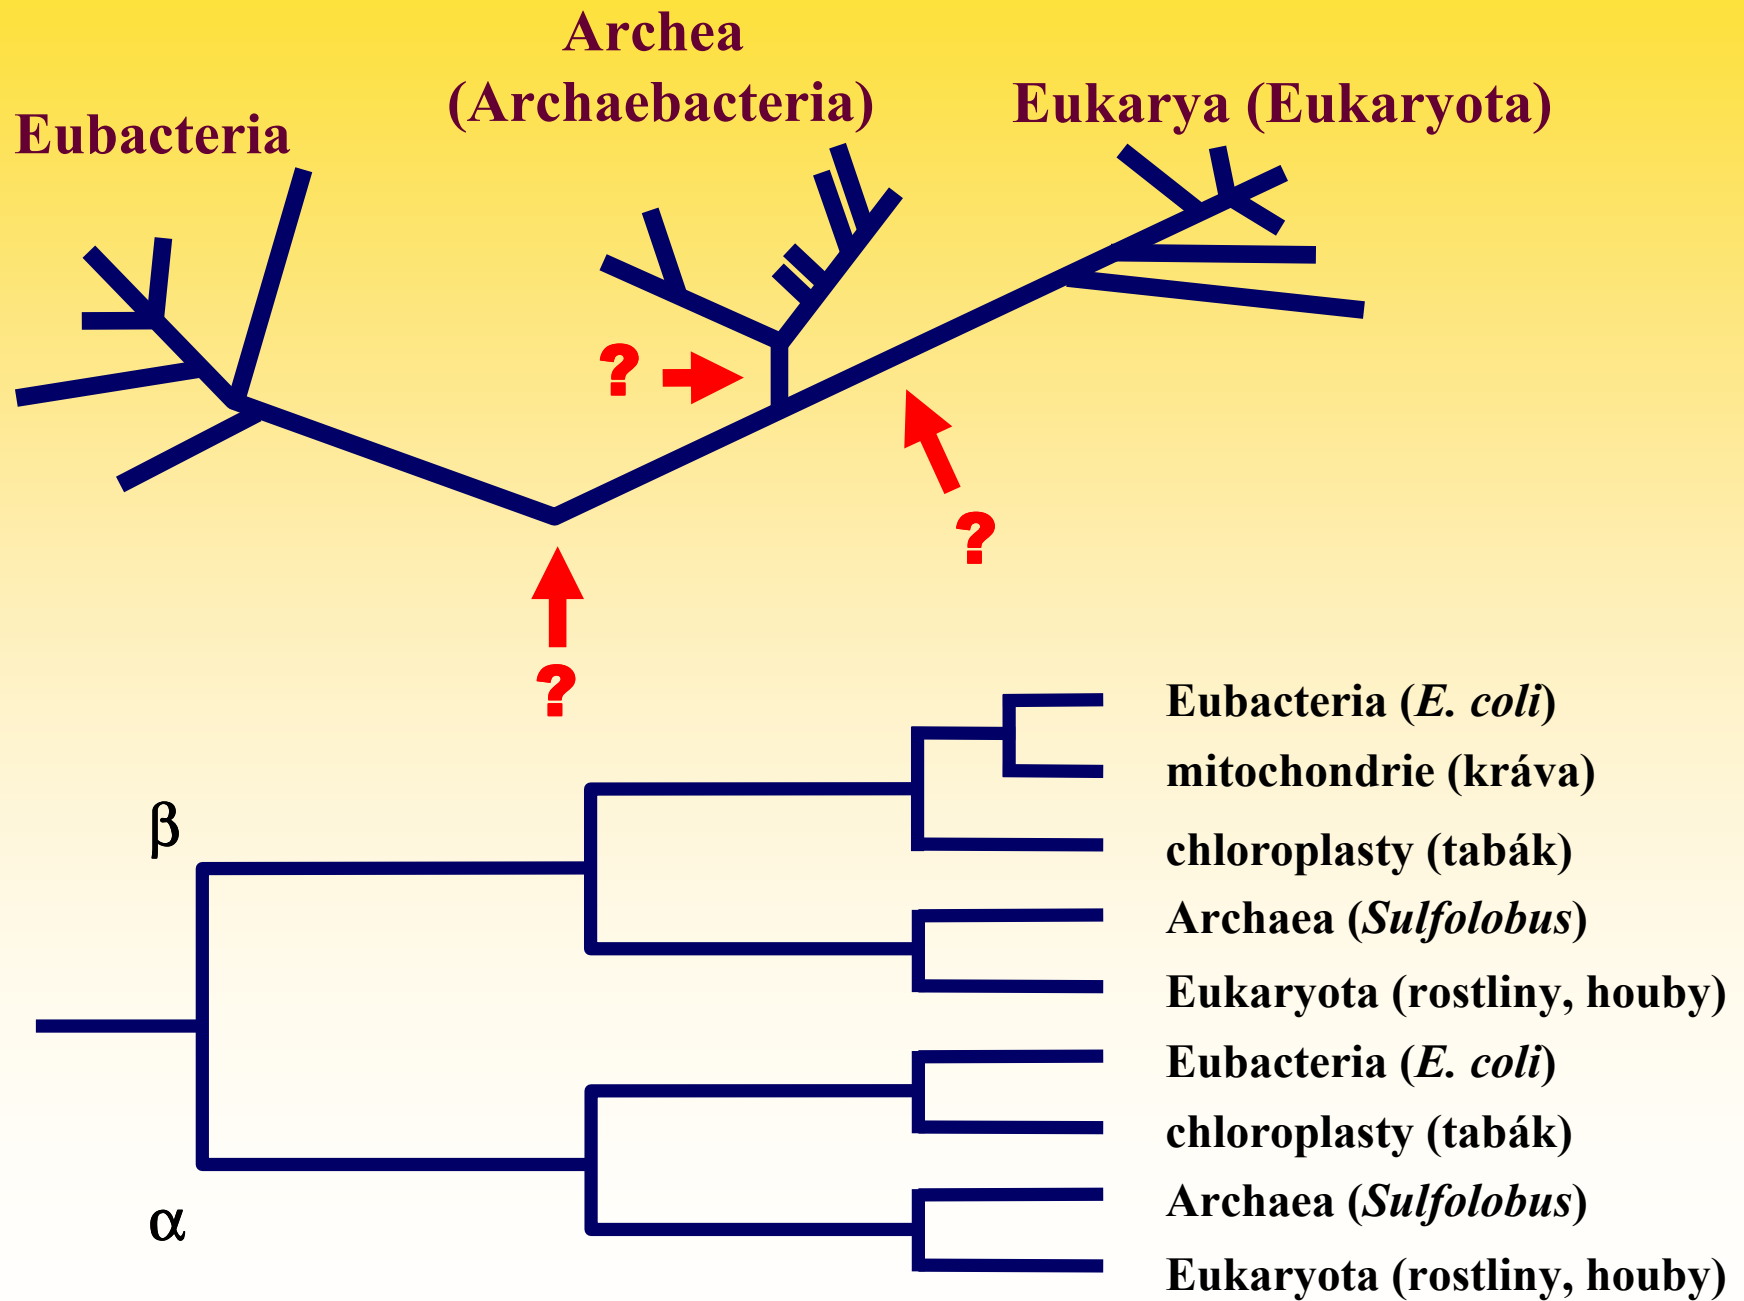 Archea
(Archaebacteria)
Eukarya (Eukaryota)
Eubacteria
?
?
?
Eubacteria (E. coli)
mitochondrie (kráva)
β
chloroplasty (tabák)
Archaea (Sulfolobus)
Eukaryota (rostliny, houby)
Eubacteria (E. coli)
chloroplasty (tabák)
Archaea (Sulfolobus)
α
Eukaryota (rostliny, houby)